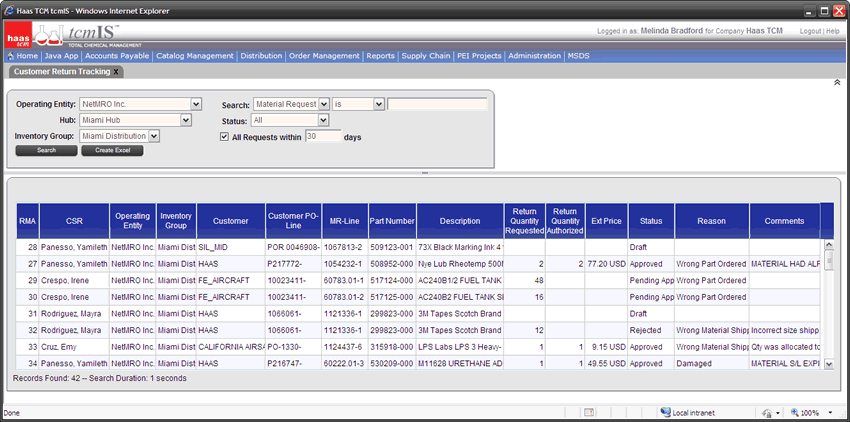 Haas TCM tcmIS - Windows Internet Explorer
haas tcm tcmIS™ TOTAL CHEMICAL MANAGEMENT
Logged in as: Melinda Bradford for Company Haas TCM Logout | Help
Home | Java App | Accounts Payable | Catalog Management | Distribution | Order Management | Reports | Supply Chain | PEI Projects | Administration | MSDS
Customer Return Tracking X
Operating Entity: NetMRO Inc. Search: Material Request is
Hub: Miami Hub Status: All
Inventory Group: Miami Distribution All Requests within 30 days
Search Create Excel
RMA CSR Operating Entity Inventory Group Customer Customer PO-Line MR-Line Part Number Description Return Quantity Requested Return Quantity Authorized Ext Price Status Reason Comments
28 Panesso, Yamileth NetMRO Inc. Miami Dist SIL_MID POR 0046908- 1067813-2 509123-001 73X Black Marking Ink 4 Draft
27 Panesso, Yamileth NetMRO Inc. Miami Dist HAAS P217772- 1054232-1 508952-000 Nye Lub Rheotemp 500 2 2 77.20 USD Approved Wrong Part Ordered MATERIAL HAD ALF
29 Crespo, Irene NetMRO Inc. Miami Dist FE_AIRCRAFT 10023411- 60783.01-1 517124-000 AC240B1/2 FUEL TANK 48 Pending App Wrong Part Ordered
30 Crespo, Irene NetMRO Inc. Miami Dist FE_AIRCRAFT 10023411- 60783.01-2 517125-000 AC240B2 FUEL TANK S 16 Pending App Wrong Part Ordered
31 Rodriguez, Mayra NetMRO Inc. Miami Dist HAAS 1066061- 1121336-1 299823-000 3M Tapes Scotch Brand Draft
32 Rodriguez, Mayra NetMRO Inc. Miami Dist HAAS 1066061- 1121336-1 299823-000 3M Tapes Scotch Brand 12 Rejected Wrong Material Shipp Incorrect size shipp
33 Cruz, Emy NetMRO Inc. Miami Dist CALIFORNIA AIRSA PO-1330- 1124437-6 315918-000 LPS Labs LPS 3 Heavy- 1 1 9.15 USD Approved Wrong Material Shipp Qty was allocated to
34 Panesso, Yamileth NetMRO Inc. Miami Dist HAAS P216747- 60222.01-3 530209-000 M11628 URETHANE AD 1 1 49.55 USD Approved Damaged MATERIAL S/L EXPI
Records Found: 42 -- Search Duration: 1 seconds
Done Local intranet 100%